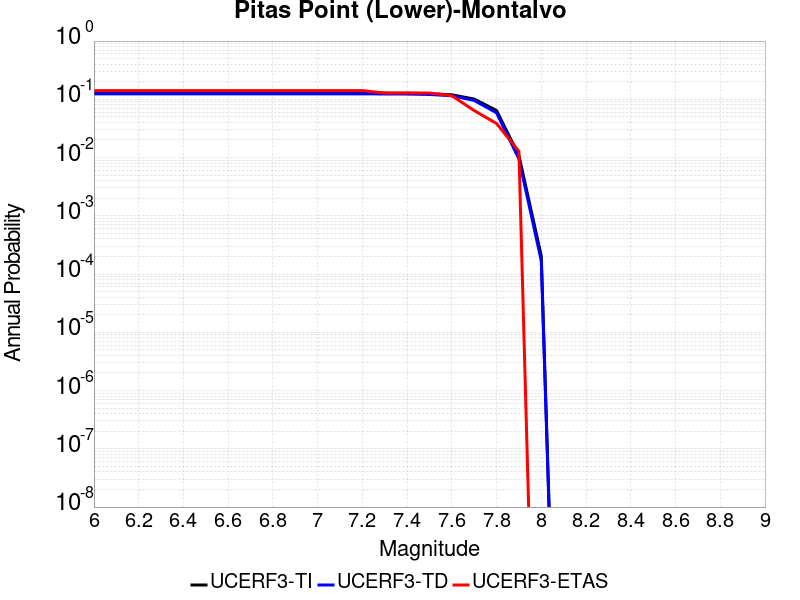 Pitas Point (Lower)-Montalvo
10^0
10^-1
10^-2
10^-3
10^-4
10^-5
10^-6
10^-7
10^-8
Annual Probability
6 6.2 6.4 6.6 6.8 7 7.2 7.4 7.6 7.8 8 8.2 8.4 8.6 8.8 9
Magnitude
UCERF3-TI UCERF3-TD UCERF3-ETAS